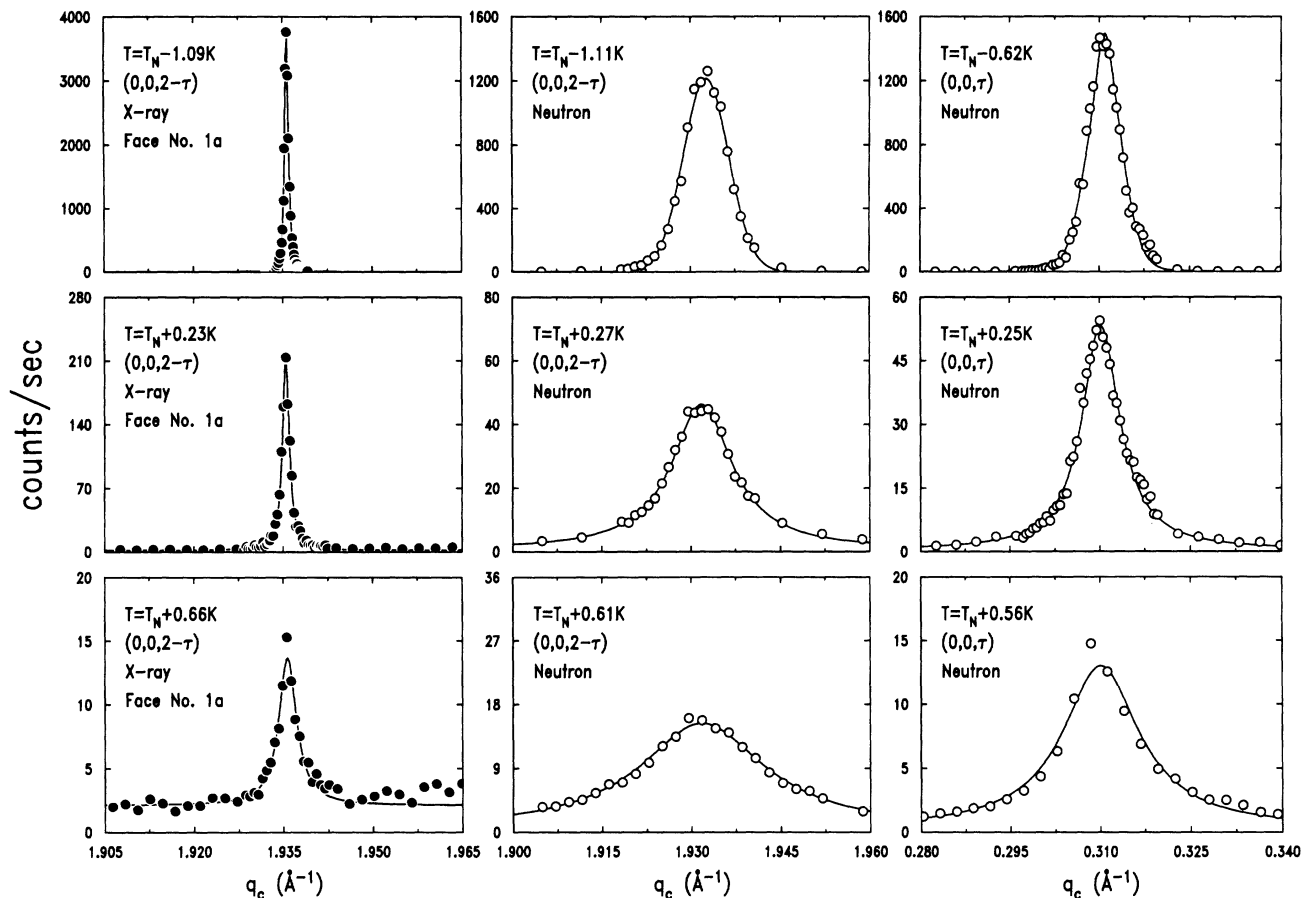 counts/sec
4000
3000
2000
1000
0
T=T_N−1.09K
(0,0,2−τ)
X-ray
Face No. 1a
1600
1200
800
400
0
T=T_N−1.11K
(0,0,2−τ)
Neutron
1600
1200
800
400
0
T=T_N−0.62K
(0,0,τ)
Neutron
280
210
140
70
0
T=T_N+0.23K
(0,0,2−τ)
X-ray
Face No. 1a
80
60
40
20
0
T=T_N+0.27K
(0,0,2−τ)
Neutron
60
45
30
15
0
T=T_N+0.25K
(0,0,τ)
Neutron
20
15
10
5
0
T=T_N+0.66K
(0,0,2−τ)
X-ray
Face No. 1a
1.905 1.920 1.935 1.950 1.965
q_c (Å⁻¹)
36
27
18
9
0
T=T_N+0.61K
(0,0,2−τ)
Neutron
1.900 1.915 1.930 1.945 1.960
q_c (Å⁻¹)
20
15
10
5
0
T=T_N+0.56K
(0,0,τ)
Neutron
0.280 0.295 0.310 0.325 0.340
q_c (Å⁻¹)